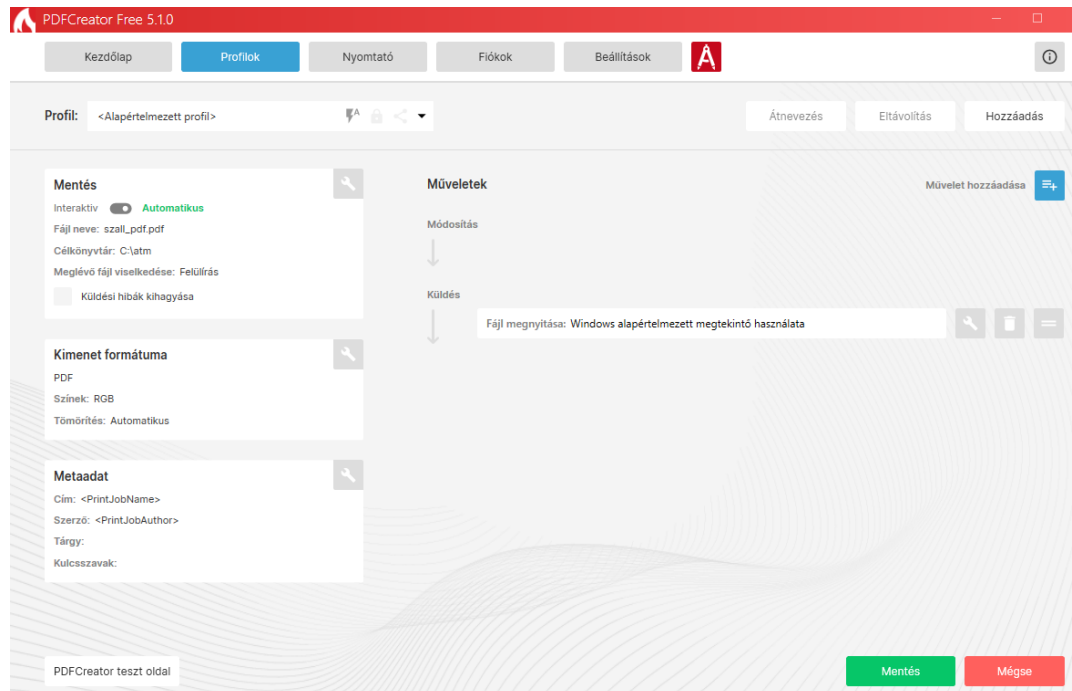 PDFCreator Free 5.1.0
Kezdőlap
Profilok
Nyomtató
Fiókok
Beállítások
Profil: <Alapértelmezett profil>
Átnevezés
Eltávolítás
Hozzáadás
Mentés
Interaktív Automatikus
Fájl neve: szall_pdf.pdf
Célkönyvtár: C:\atm
Meglévő fájl viselkedése: Felülírás
Küldési hibák kihagyása
Kimenet formátuma
PDF
Színek: RGB
Tömörítés: Automatikus
Metaadat
Cím: <PrintJobName>
Szerző: <PrintJobAuthor>
Tárgy:
Kulcsszavak:
Műveletek
Művelet hozzáadása
Módosítás
Küldés
Fájl megnyitása: Windows alapértelmezett megtekintő használata
PDFCreator teszt oldal
Mentés
Mégse